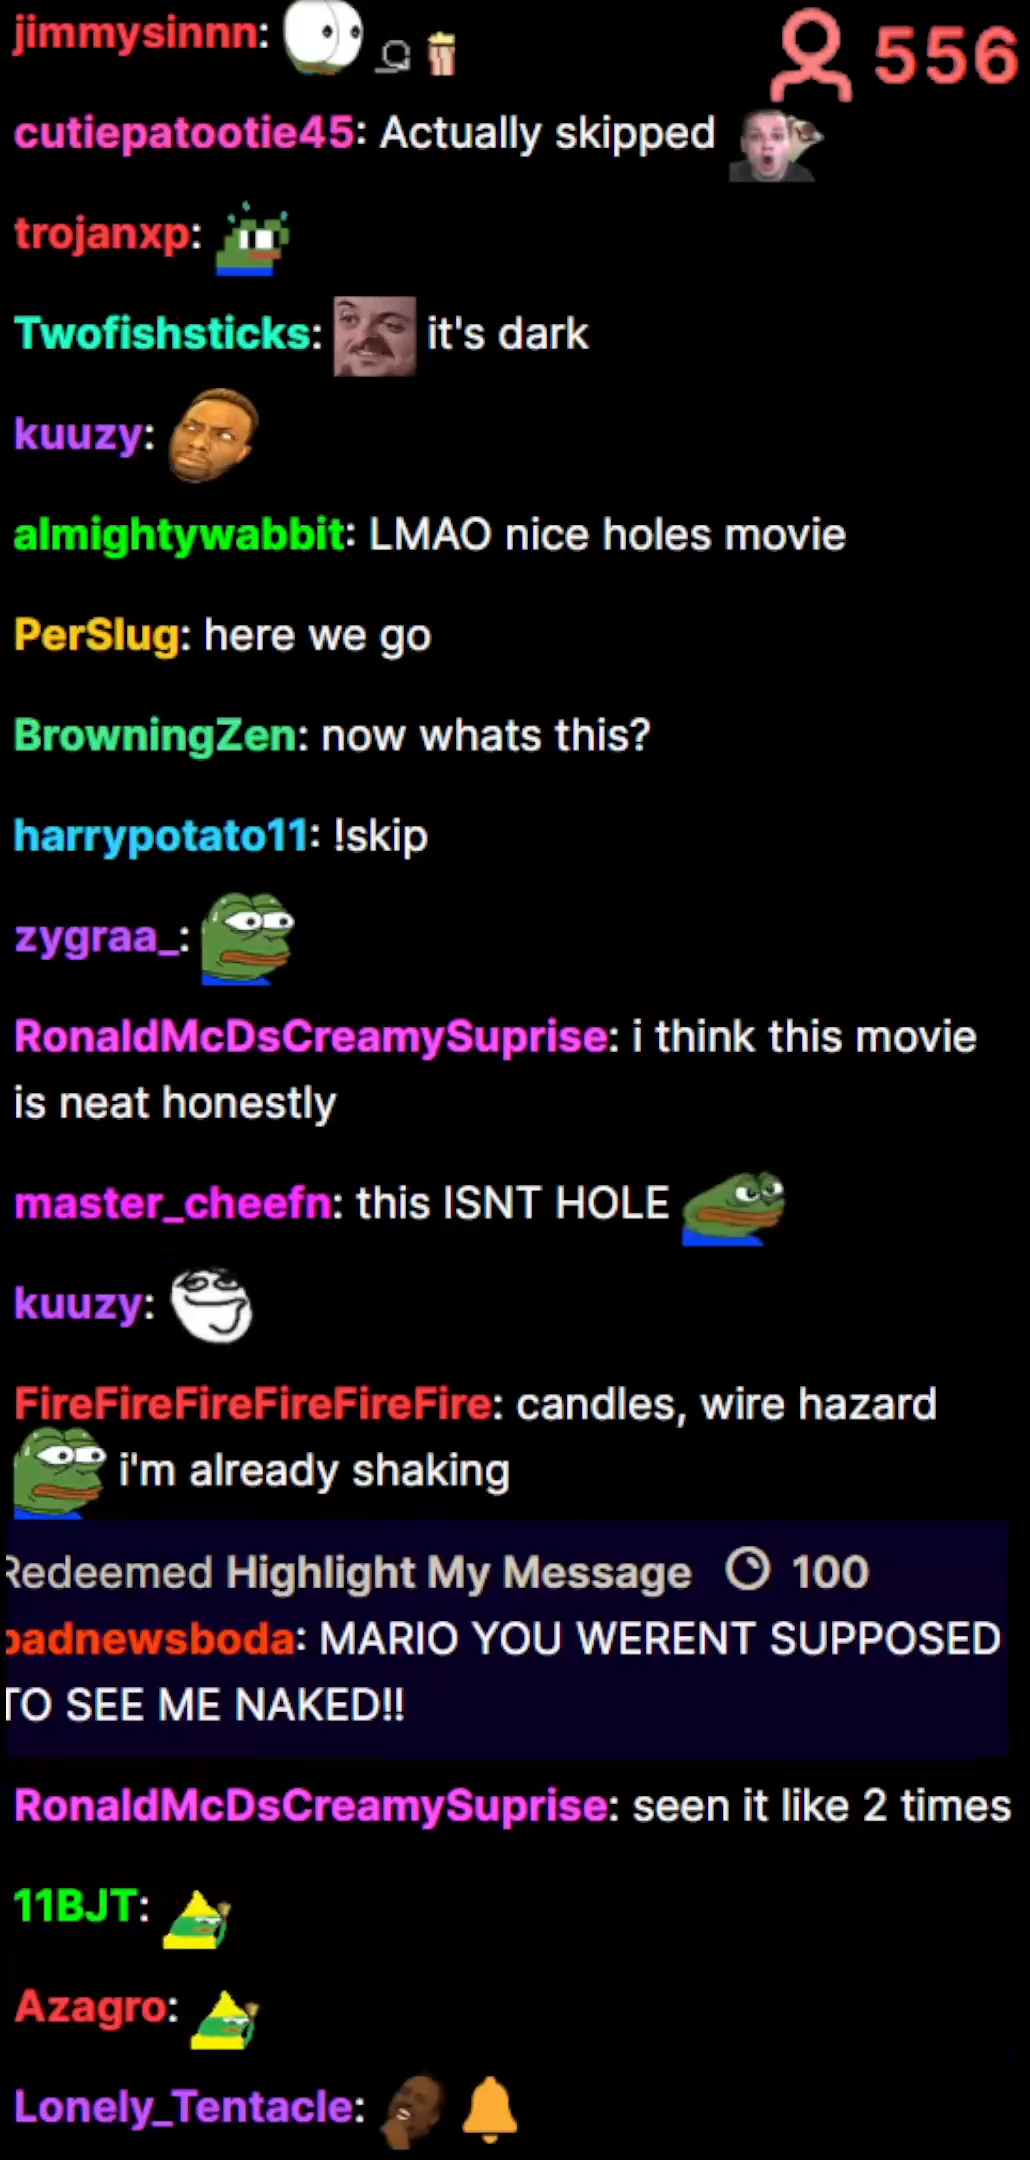 jimmysinnn:
556
cutiepatootie45: Actually skipped
trojanxp:
Twofishsticks: it's dark
kuuzy:
almightywabbit: LMAO nice holes movie
PerSlug: here we go
BrowningZen: now whats this?
harrypotato11: !skip
zygraa_:
RonaldMcDsCreamySuprise: i think this movie
is neat honestly
master_cheefn: this ISNT HOLE
kuuzy:
FireFireFireFireFireFire: candles, wire hazard
i'm already shaking
Redeemed Highlight My Message 100
badnewsboda: MARIO YOU WERENT SUPPOSED
TO SEE ME NAKED!!
RonaldMcDsCreamySuprise: seen it like 2 times
11BJT:
Azagro:
Lonely_Tentacle: